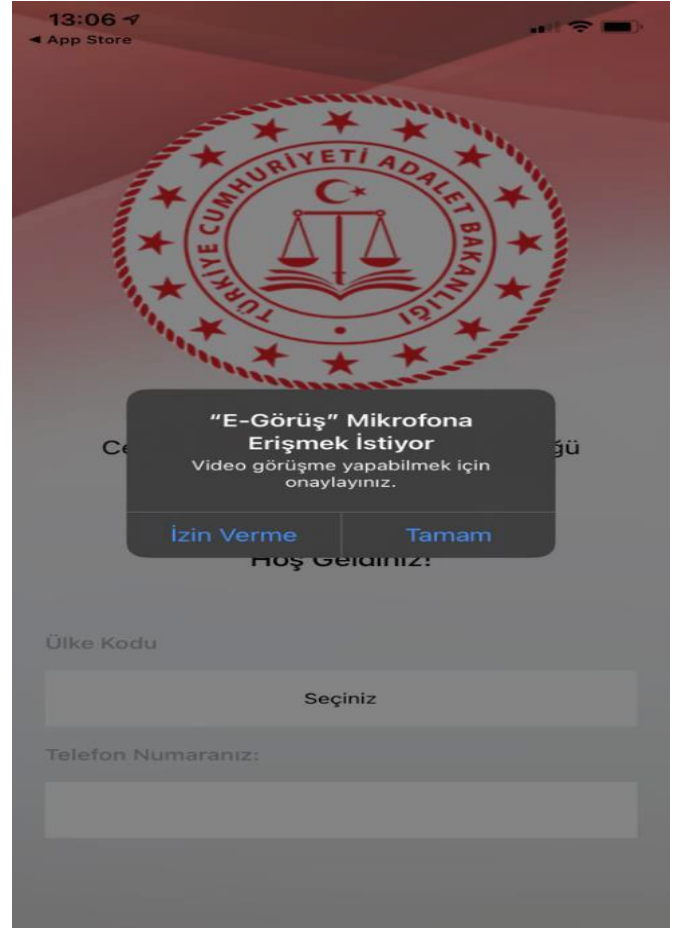 13:06
◀ App Store
TÜRKİYE CUMHURİYETİ ADALET BAKANLIĞI
"E-Görüş" Mikrofona
Erişmek İstiyor
Video görüşme yapabilmek için
onaylayınız.
İzin Verme Tamam
Hoş Geldiniz!
Ülke Kodu
Seçiniz
Telefon Numaranız: